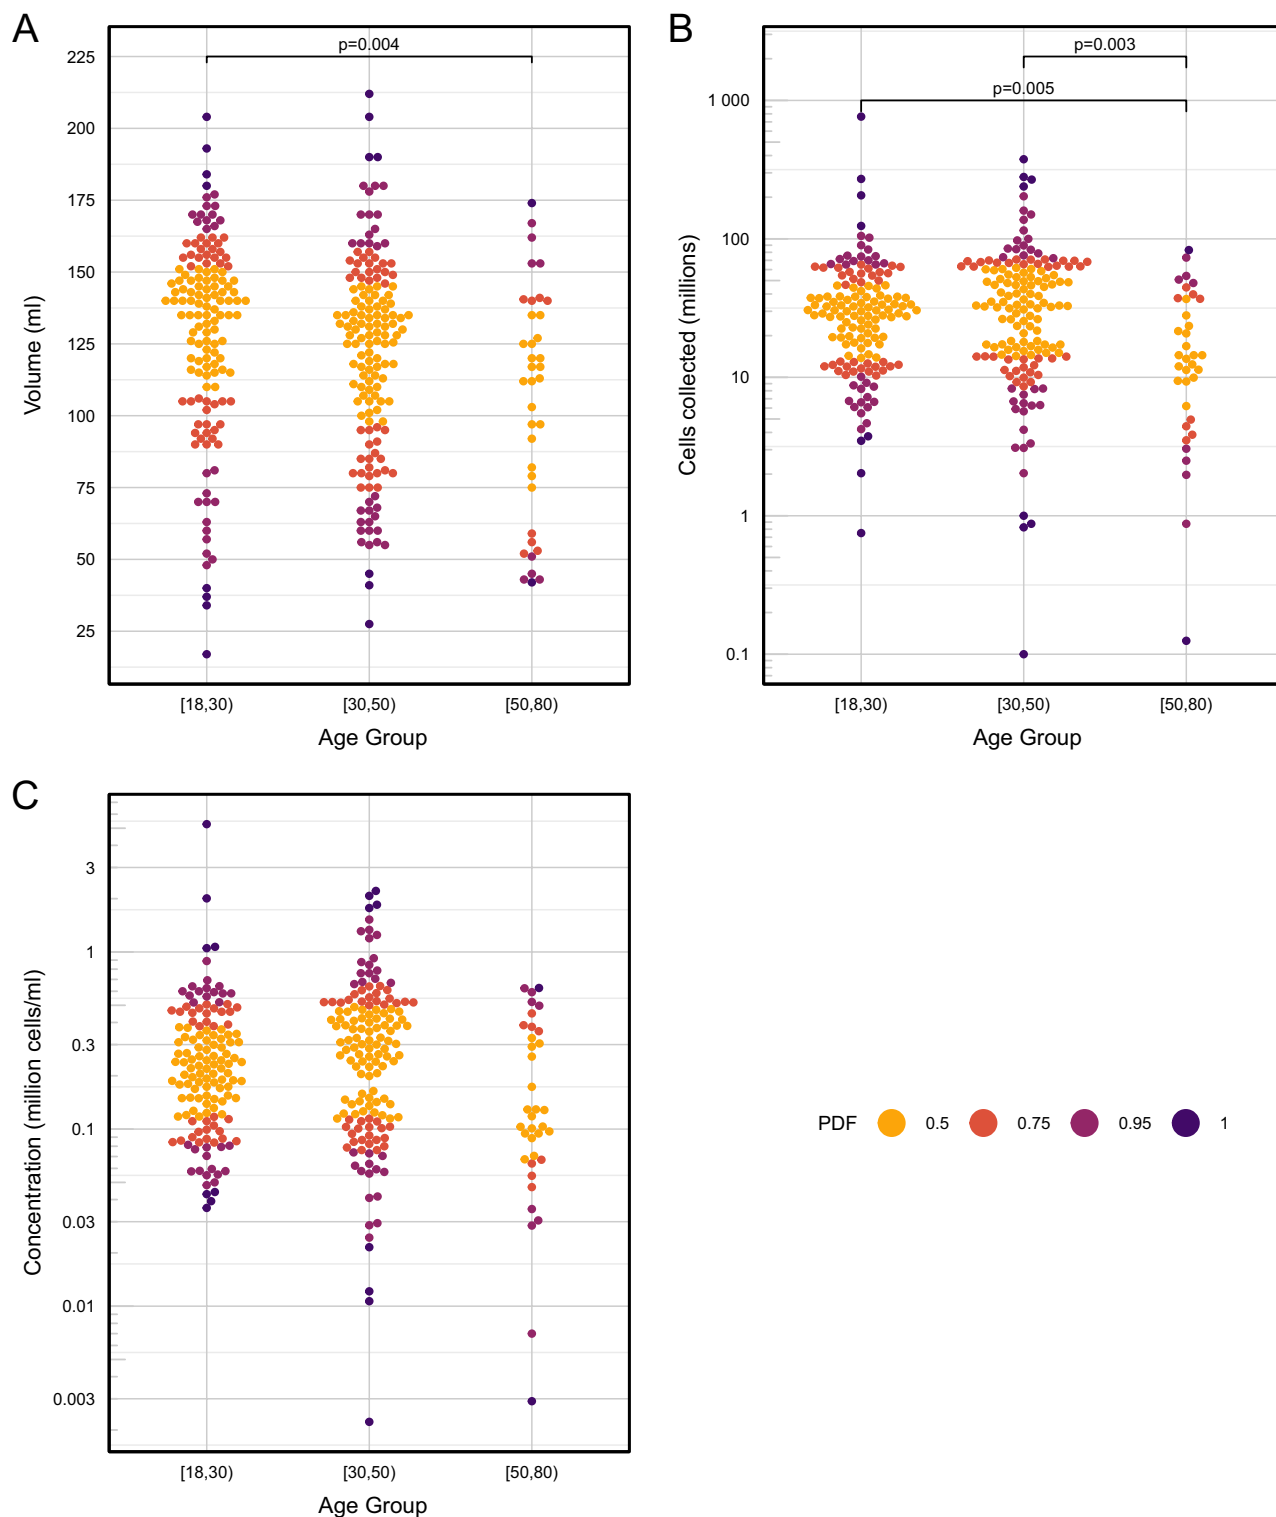 A
p=0.004
225
200
175
150
125
100
75
50
25
Volume (ml)
[18,30)
[30,50)
[50,80)
Age Group
B
p=0.003
p=0.005
1 000
100
10
1
0.1
Cells collected (millions)
[18,30)
[30,50)
[50,80)
Age Group
C
3
1
0.3
0.1
0.03
0.01
0.003
Concentration (million cells/ml)
[18,30)
[30,50)
[50,80)
Age Group
PDF 0.5 0.75 0.95 1